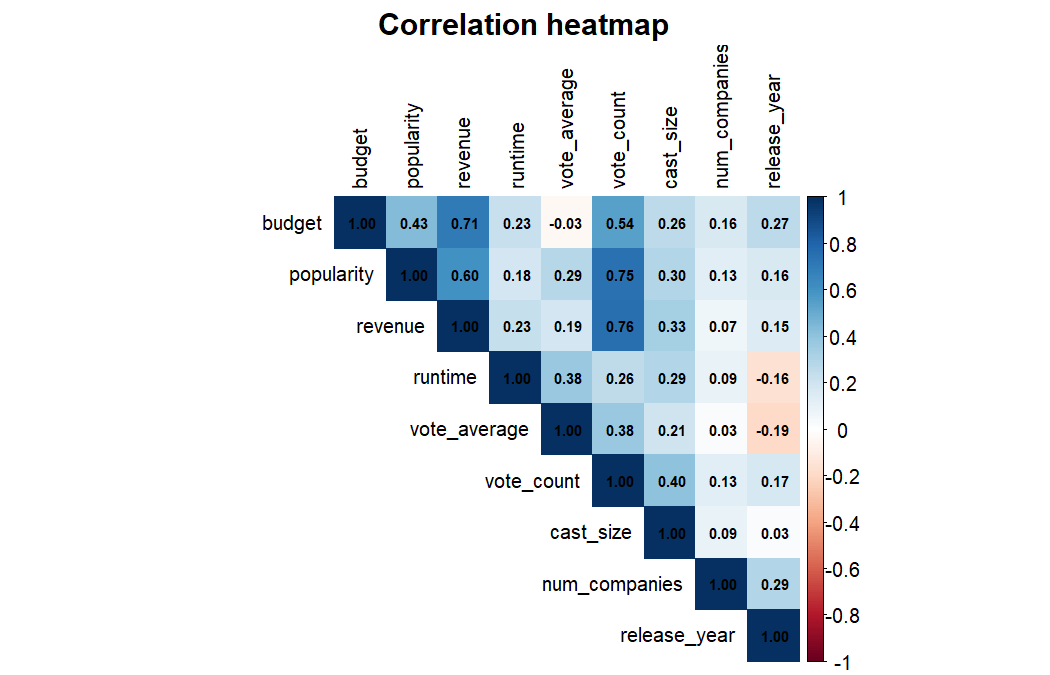 Correlation heatmap
budget
popularity
revenue
runtime
vote_average
vote_count
cast_size
num_companies
release_year
budget 1.00 0.43 0.71 0.23 -0.03 0.54 0.26 0.16 0.27
popularity 1.00 0.60 0.18 0.29 0.75 0.30 0.13 0.16
revenue 1.00 0.23 0.19 0.76 0.33 0.07 0.15
runtime 1.00 0.38 0.26 0.29 0.09 -0.16
vote_average 1.00 0.38 0.21 0.03 -0.19
vote_count 1.00 0.40 0.13 0.17
cast_size 1.00 0.09 0.03
num_companies 1.00 0.29
release_year 1.00
1
0.8
0.6
0.4
0.2
0
-0.2
-0.4
-0.6
-0.8
-1